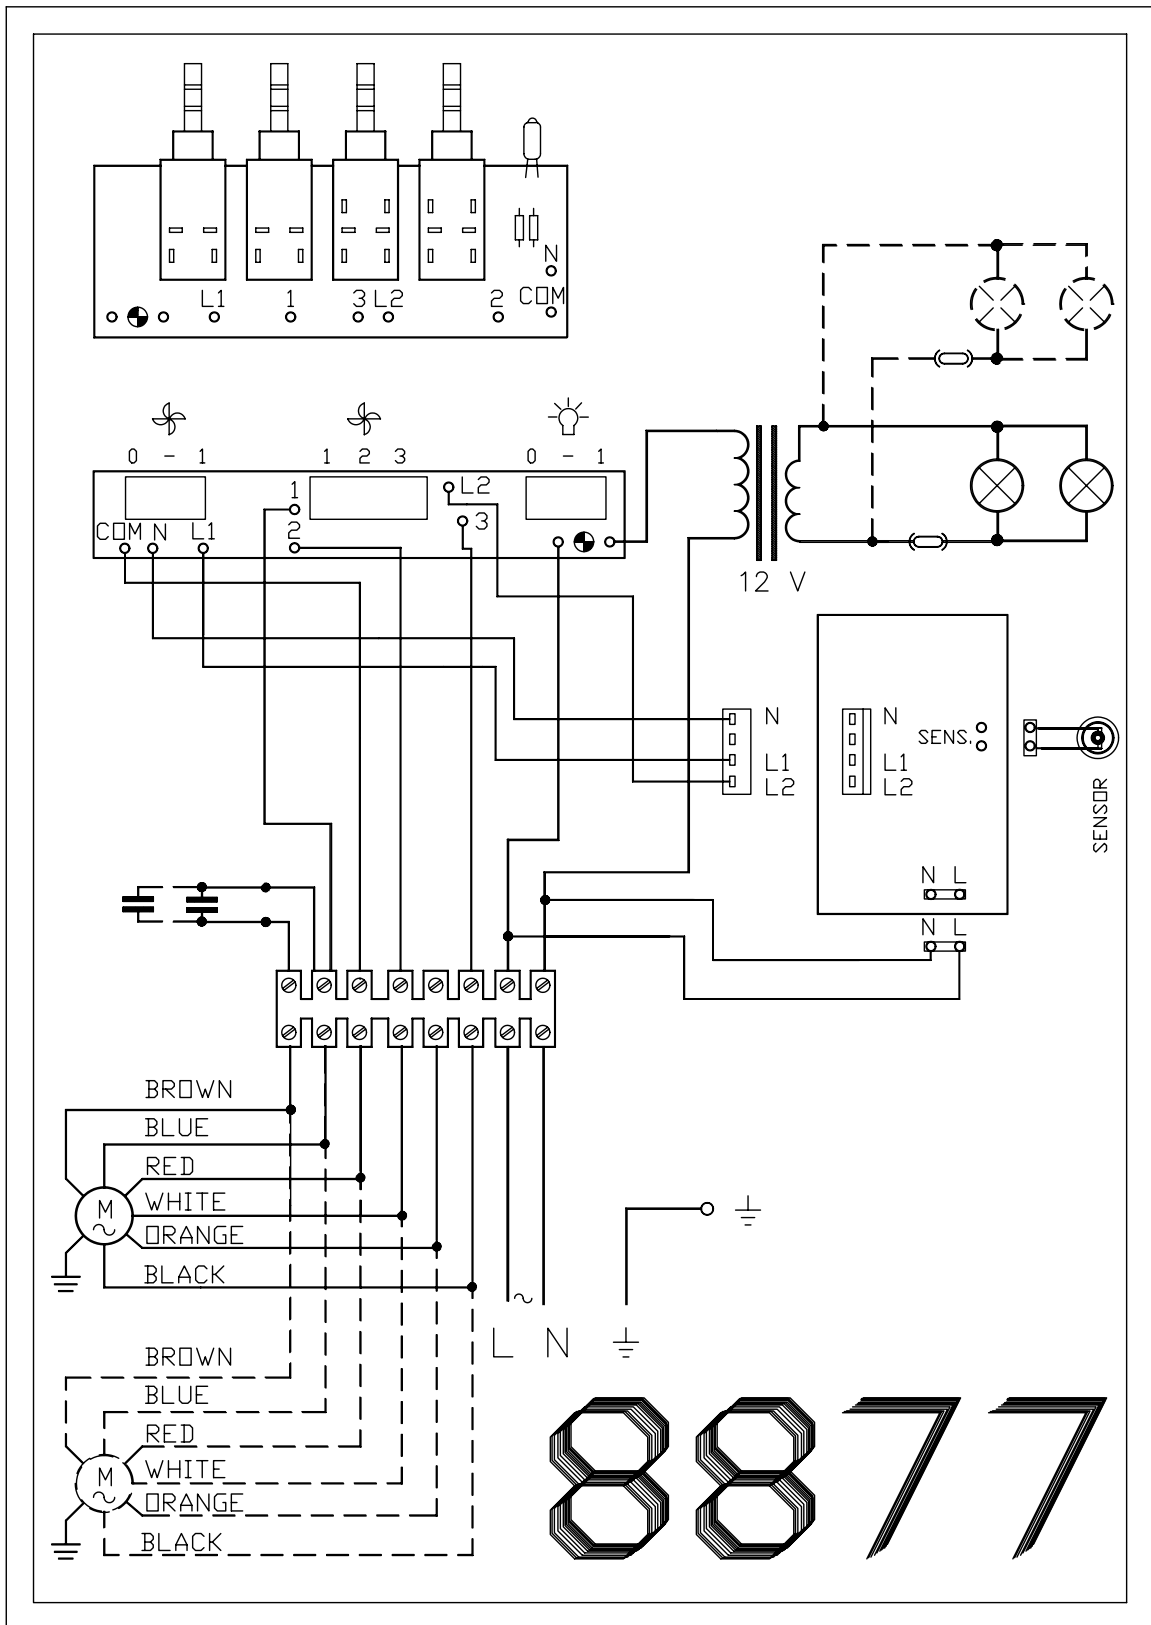 N
L1 1 3 L2 2 COM
0 - 1 1 2 3 0 - 1
1 L2
COM N L1 2 3
12 V
N N SENS.
L1 L1
L2 L2
SENSOR
N L
N L
BROWN
BLUE
RED
M WHITE
ORANGE
BLACK
L ~ N
BROWN
BLUE
RED
M WHITE
ORANGE
BLACK
8877